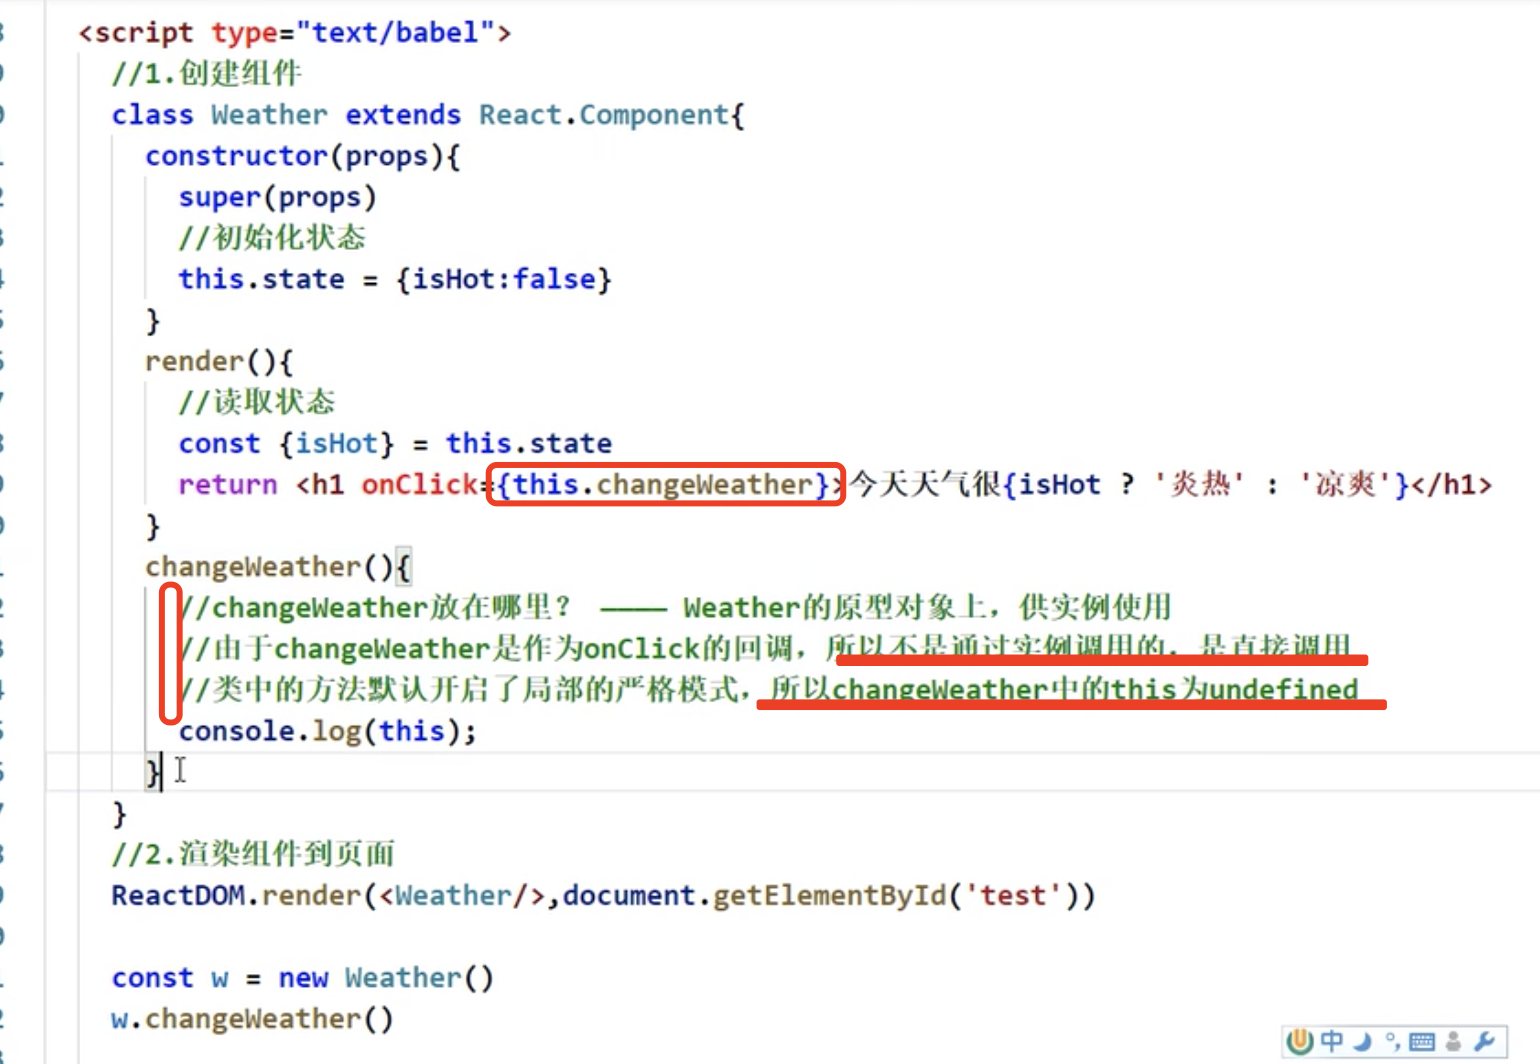 <script type="text/babel">
//1.创建组件
class Weather extends React.Component{
constructor(props){
super(props)
//初始化状态
this.state = {isHot:false}
}
render(){
//读取状态
const {isHot} = this.state
return <h1 onClick={this.changeWeather}>今天天气很{isHot ? '炎热' : '凉爽'}</h1>
}
changeWeather(){
//changeWeather放在哪里？ ———— Weather的原型对象上，供实例使用
//由于changeWeather是作为onClick的回调，所以不是通过实例调用的，是直接调用
//类中的方法默认开启了局部的严格模式，所以changeWeather中的this为undefined
console.log(this);
}
}
//2.渲染组件到页面
ReactDOM.render(<Weather/>,document.getElementById('test'))
const w = new Weather()
w.changeWeather()
中